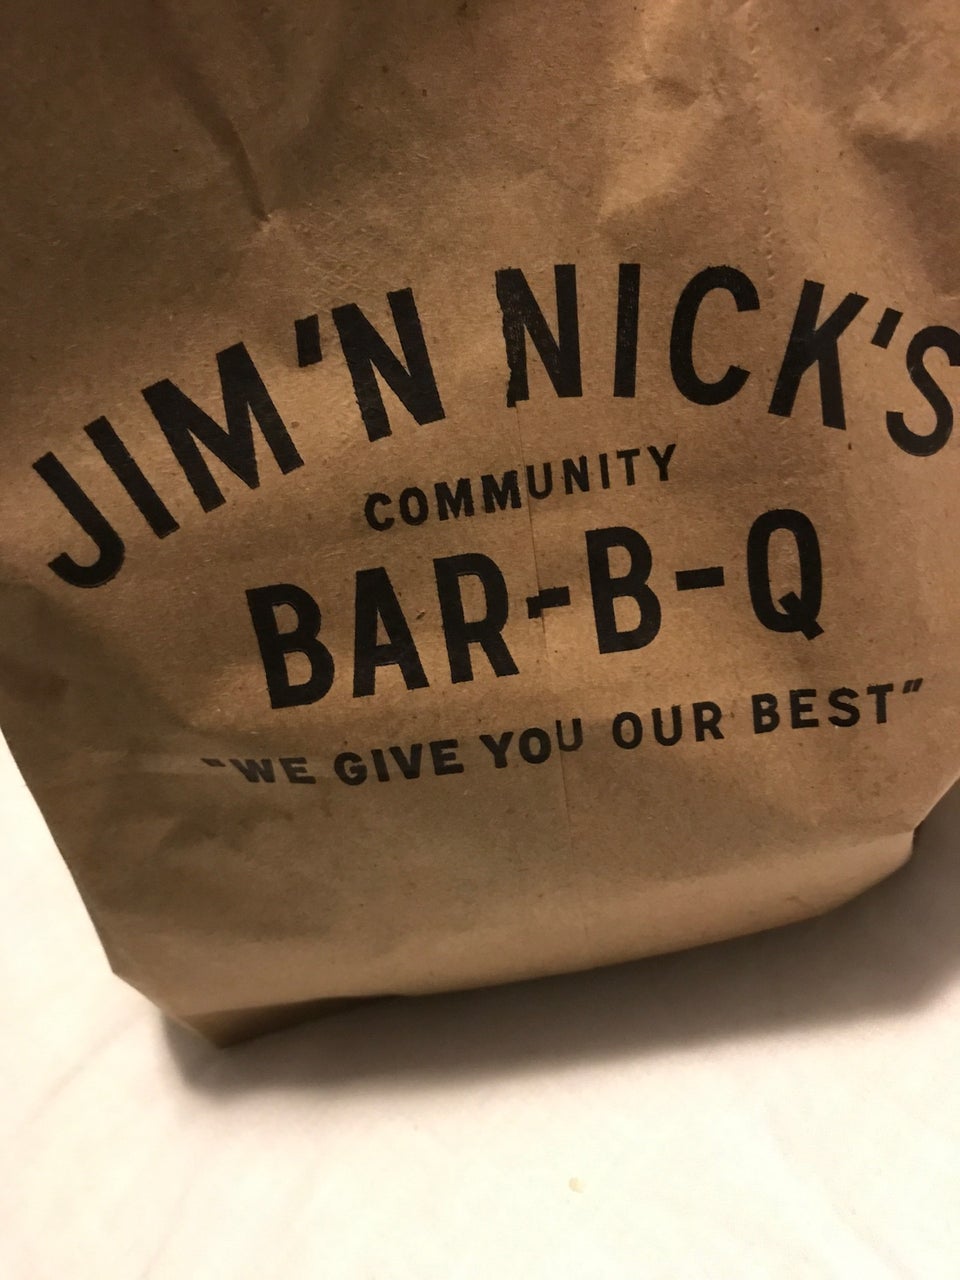 JIM 'N NICK'S
COMMUNITY
BAR-B-Q
"WE GIVE YOU OUR BEST"